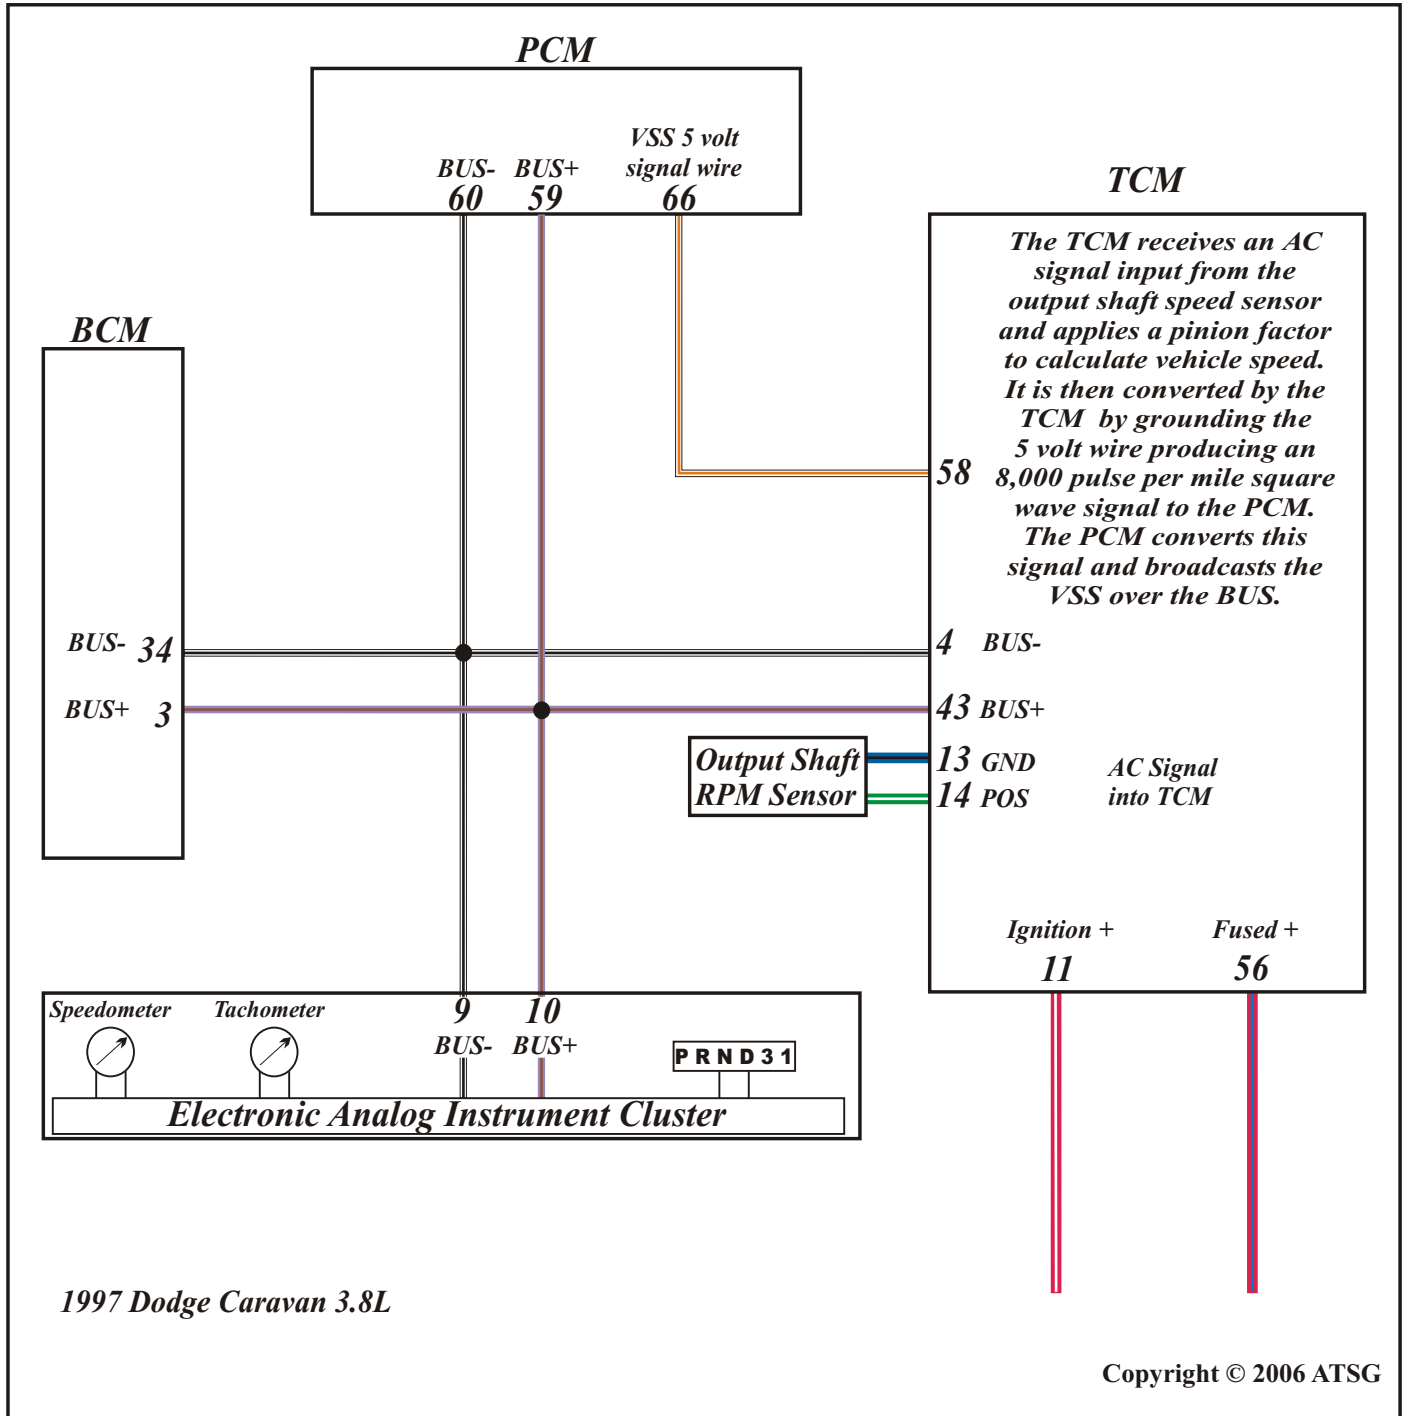 PCM
VSS 5 volt
signal wire
BUS- BUS+
60 59 66
TCM
The TCM receives an AC
signal input from the
output shaft speed sensor
and applies a pinion factor
to calculate vehicle speed.
It is then converted by the
TCM by grounding the
5 volt wire producing an
8,000 pulse per mile square
wave signal to the PCM.
The PCM converts this
signal and broadcasts the
VSS over the BUS.
58
BCM
BUS- 34
BUS+ 3
4 BUS-
43 BUS+
Output Shaft
RPM Sensor
13 GND
14 POS
AC Signal
into TCM
Ignition +
11
Fused +
56
Speedometer
Tachometer
9 10
BUS- BUS+
P R N D 3 1
Electronic Analog Instrument Cluster
1997 Dodge Caravan 3.8L
Copyright © 2006 ATSG